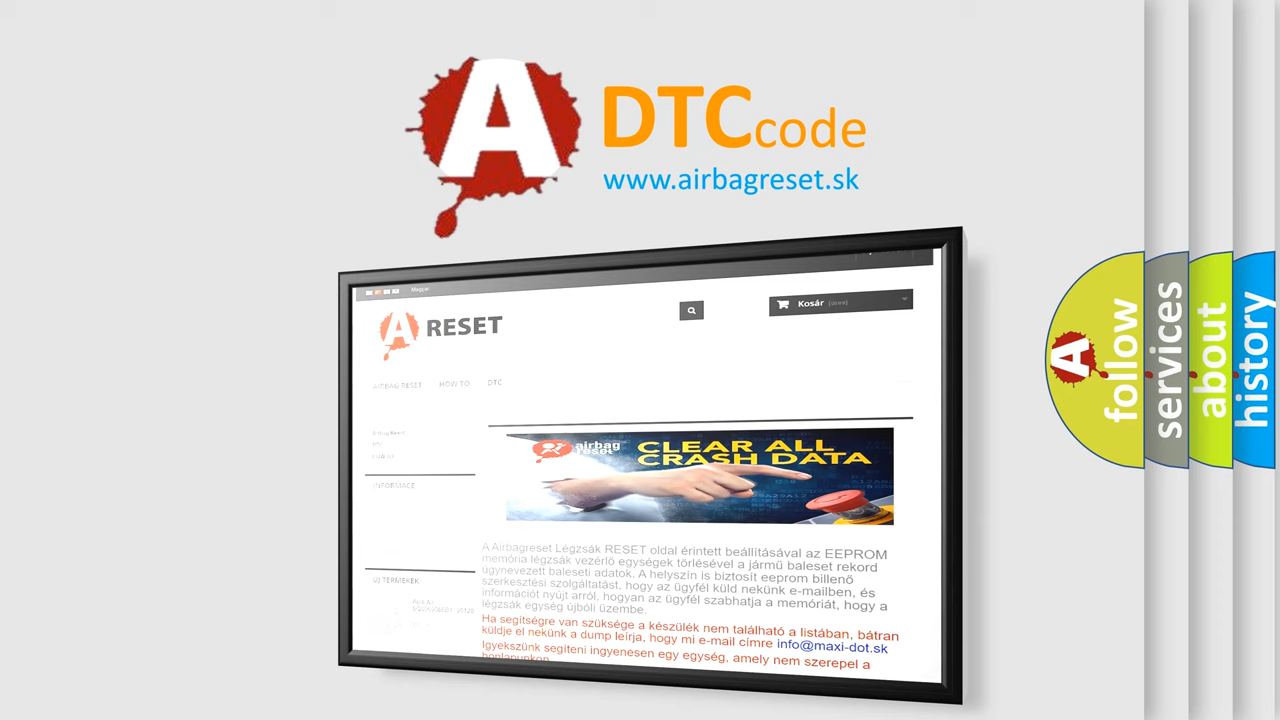 A
DTC code
www.airbagreset.sk
Magyar
A RESET
Kosár (üres)
AIRBAG RESET HOW TO DTC
airbag
reset
CLEAR ALL
CRASH DATA
DTC
INFORMACE
A Airbagreset Légzsák RESET oldal érintett beállításával az EEPROM
memória légzsák vezérlő egységek törlésével a jármű baleset rekord
úgynevezett baleseti adatok, A helyszín is biztosít eeprom billenő
szerkesztési szolgáltatást, hogy az ügyfél küld nekünk e-mailben, és
információt nyújt arról, hogyan az ügyfél szabhatja a memóriát, hogy a
légzsák egység újbóli üzembe.
ÚJ TERMÉKEK
Ha segítségre van szüksége a készülék nem található a listában, bátran
küldje el nekünk a dump leírja, hogy mi e-mail címre info@maxi-dot.sk
Igyekszünk segíteni ingyenesen egy egység, amely nem szerepel a
honlapunkon
A
follow
services
about
history